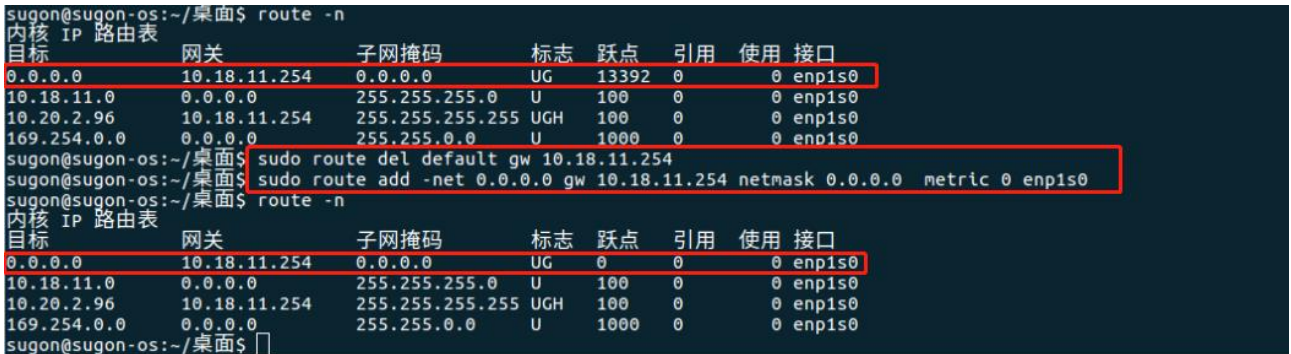 sugon@sugon-os:~/桌面$ route -n
内核 IP 路由表
目标 网关 子网掩码 标志 跃点 引用 使用 接口
0.0.0.0 10.18.11.254 0.0.0.0 UG 13392 0 0 enp1s0
10.18.11.0 0.0.0.0 255.255.255.0 U 100 0 0 enp1s0
10.20.2.96 10.18.11.254 255.255.255.255 UGH 100 0 0 enp1s0
169.254.0.0 0.0.0.0 255.255.0.0 U 1000 0 0 enp1s0
sugon@sugon-os:~/桌面$ sudo route del default gw 10.18.11.254
sugon@sugon-os:~/桌面$ sudo route add -net 0.0.0.0 gw 10.18.11.254 netmask 0.0.0.0  metric 0 enp1s0
sugon@sugon-os:~/桌面$ route -n
内核 IP 路由表
目标 网关 子网掩码 标志 跃点 引用 使用 接口
0.0.0.0 10.18.11.254 0.0.0.0 UG 0 0 0 enp1s0
10.18.11.0 0.0.0.0 255.255.255.0 U 100 0 0 enp1s0
10.20.2.96 10.18.11.254 255.255.255.255 UGH 100 0 0 enp1s0
169.254.0.0 0.0.0.0 255.255.0.0 U 1000 0 0 enp1s0
sugon@sugon-os:~/桌面$